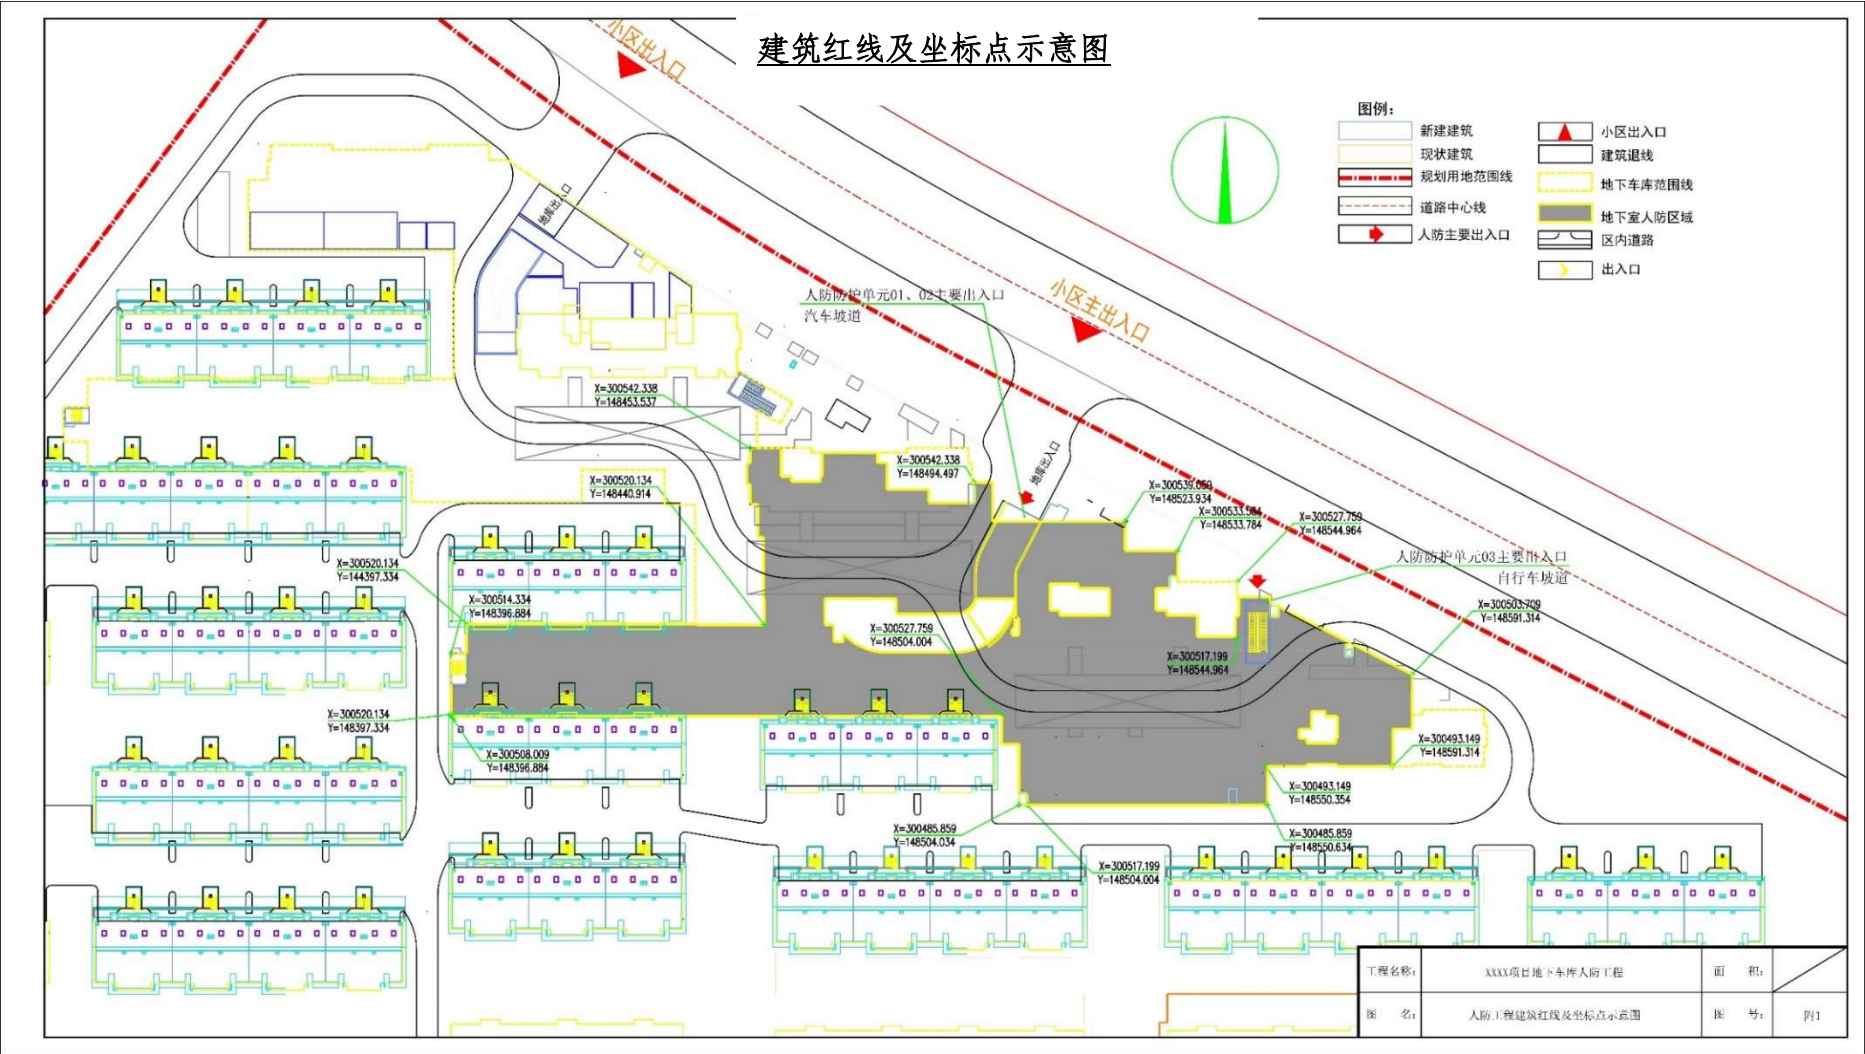 建筑红线及坐标点示意图
小区出入口
图例：
新建建筑
现状建筑
规划用地范围线
道路中心线
人防主要出入口
小区出入口
建筑退线
地下车库范围线
地下室人防区域
区内道路
出入口
地库出入口
人防防护单元01、02主要出入口
汽车坡道
小区主出入口
X=300542.338
Y=148453.537
X=300542.338
Y=148494.497
地库出入口
X=300520.134
Y=148440.914
X=300539.059
Y=148523.934
X=300533.584
Y=148533.784
X=300527.759
Y=148544.964
人防防护单元03主要出入口
自行车坡道
X=300520.134
Y=144397.334
X=300514.334
Y=148396.884
X=300503.709
Y=148591.314
X=300527.759
Y=148504.004
X=300517.199
Y=148544.964
X=300520.134
Y=148397.334
X=300508.009
Y=148396.884
X=300493.149
Y=148591.314
X=300493.149
Y=148550.354
X=300485.859
Y=148504.034
X=300485.859
Y=148550.634
X=300517.199
Y=148504.004
工程名称：
XXXX项目地下车库人防工程
面 积：
图 名：
人防工程建筑红线及坐标点示意图
图 号：
附1